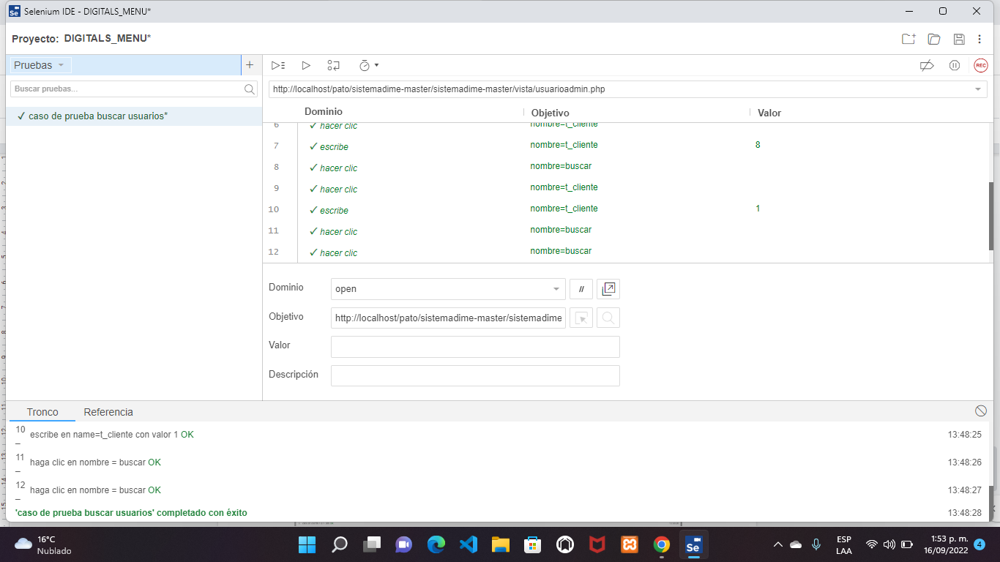 Selenium IDE - DIGITALS_MENU*
Proyecto: DIGITALS_MENU*
Pruebas
+
REC
Buscar pruebas...
http://localhost/pato/sistemadime-master/sistemadime-master/vista/usuarioadmin.php
✓ caso de prueba buscar usuarios*
Dominio Objetivo Valor
6 ✓ hacer clic nombre=t_cliente
7 ✓ escribe nombre=t_cliente 8
8 ✓ hacer clic nombre=buscar
9 ✓ hacer clic nombre=t_cliente
10 ✓ escribe nombre=t_cliente 1
11 ✓ hacer clic nombre=buscar
12 ✓ hacer clic nombre=buscar
Dominio open //
Objetivo http://localhost/pato/sistemadime-master/sistemadime
Valor
Descripción
Tronco Referencia
10 escribe en name=t_cliente con valor 1 OK 13:48:25
11 haga clic en nombre = buscar OK 13:48:26
12 haga clic en nombre = buscar OK 13:48:27
'caso de prueba buscar usuarios' completado con éxito 13:48:28
16°C
Nublado
Se
ESP
LAA
1:53 p. m.
16/09/2022
4